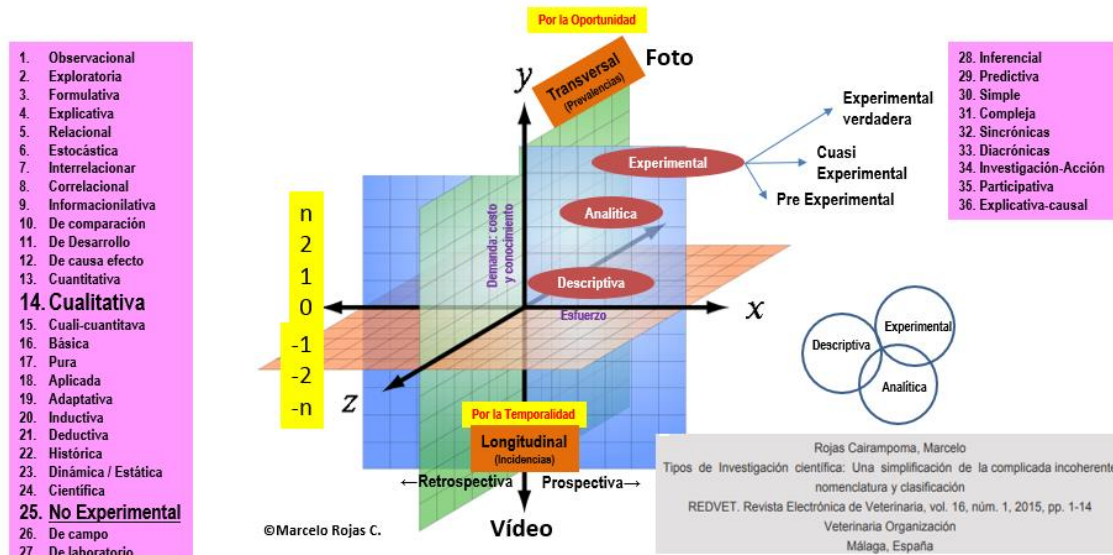 Por la Oportunidad
1. Observacional
2. Exploratoria
3. Formulativa
4. Explicativa
5. Relacional
6. Estocástica
7. Interrelacionar
8. Correlacional
9. Informacionilativa
10. De comparación
11. De Desarrollo
12. De causa efecto
13. Cuantitativa
14. Cualitativa
15. Cuali-cuantitava
16. Básica
17. Pura
18. Aplicada
19. Adaptativa
20. Inductiva
21. Deductiva
22. Histórica
23. Dinámica / Estática
24. Científica
25. No Experimental
26. De campo
27. De laboratorio
n
2
1
0
-1
-2
-n
y
Transversal
(Prevalencias)
Foto
Experimental
Analítica
Descriptiva
Demanda: costo
y conocimiento
Esfuerzo
x
z
Por la Temporalidad
Longitudinal
(Incidencias)
←Retrospectiva
Prospectiva→
Vídeo
©Marcelo Rojas C.
Experimental
verdadera
Cuasi
Experimental
Pre Experimental
28. Inferencial
29. Predictiva
30. Simple
31. Compleja
32. Sincrónicas
33. Diacrónicas
34. Investigación-Acción
35. Participativa
36. Explicativa-causal
Experimental
Descriptiva
Analítica
Rojas Cairampoma, Marcelo
Tipos de Investigación científica: Una simplificación de la complicada incoherente
nomenclatura y clasificación
REDVET. Revista Electrónica de Veterinaria, vol. 16, núm. 1, 2015, pp. 1-14
Veterinaria Organización
Málaga, España